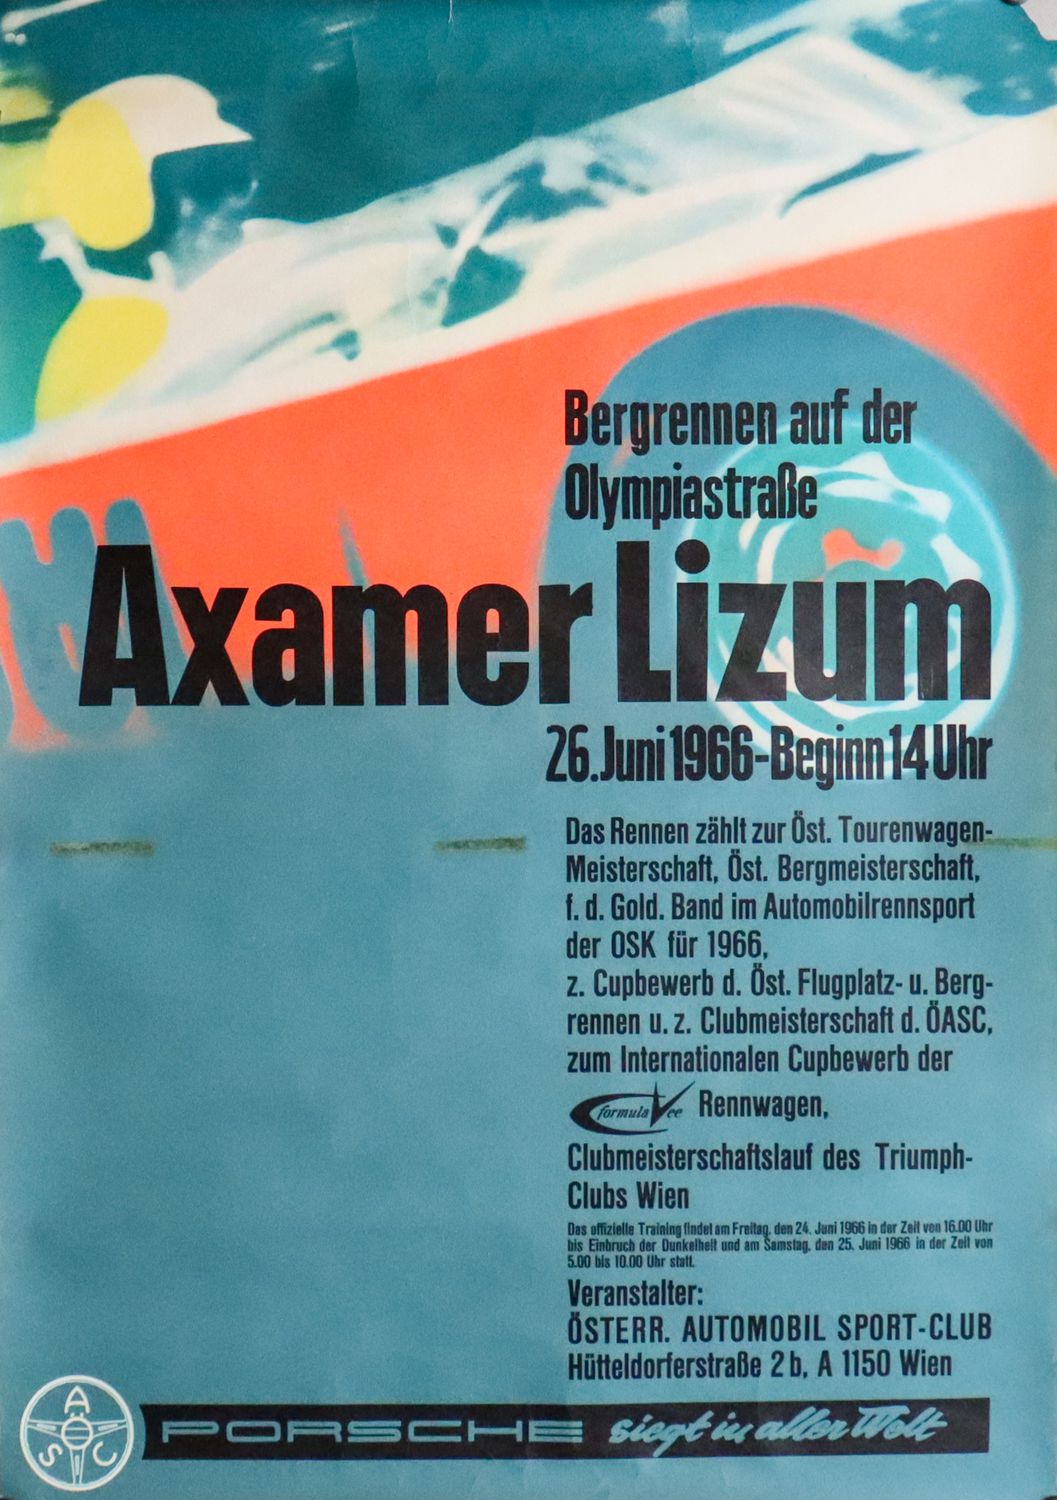 Bergrennen auf der
Olympiastraße
Axamer Lizum
26. Juni 1966-Beginn 14 Uhr
Das Rennen zählt zur Öst. Tourenwagen-
Meisterschaft, Öst. Bergmeisterschaft,
f. d. Gold. Band im Automobilrennsport
der OSK für 1966,
z. Cupbewerb d. Öst. Flugplatz- u. Berg-
rennen u. z. Clubmeisterschaft d. ÖASC,
zum Internationalen Cupbewerb der
formula Vee Rennwagen,
Clubmeisterschaftslauf des Triumph-
Clubs Wien
Das offizielle Training findet am Freitag, den 24. Juni 1966 in der Zeit von 16.00 Uhr
bis Einbruch der Dunkelheit und am Samstag, den 25. Juni 1966 in der Zeit von
5.00 bis 10.00 Uhr statt.
Veranstalter:
ÖSTERR. AUTOMOBIL SPORT-CLUB
Hütteldorferstraße 2 b, A 1150 Wien
ASC
PORSCHE siegt in aller Welt